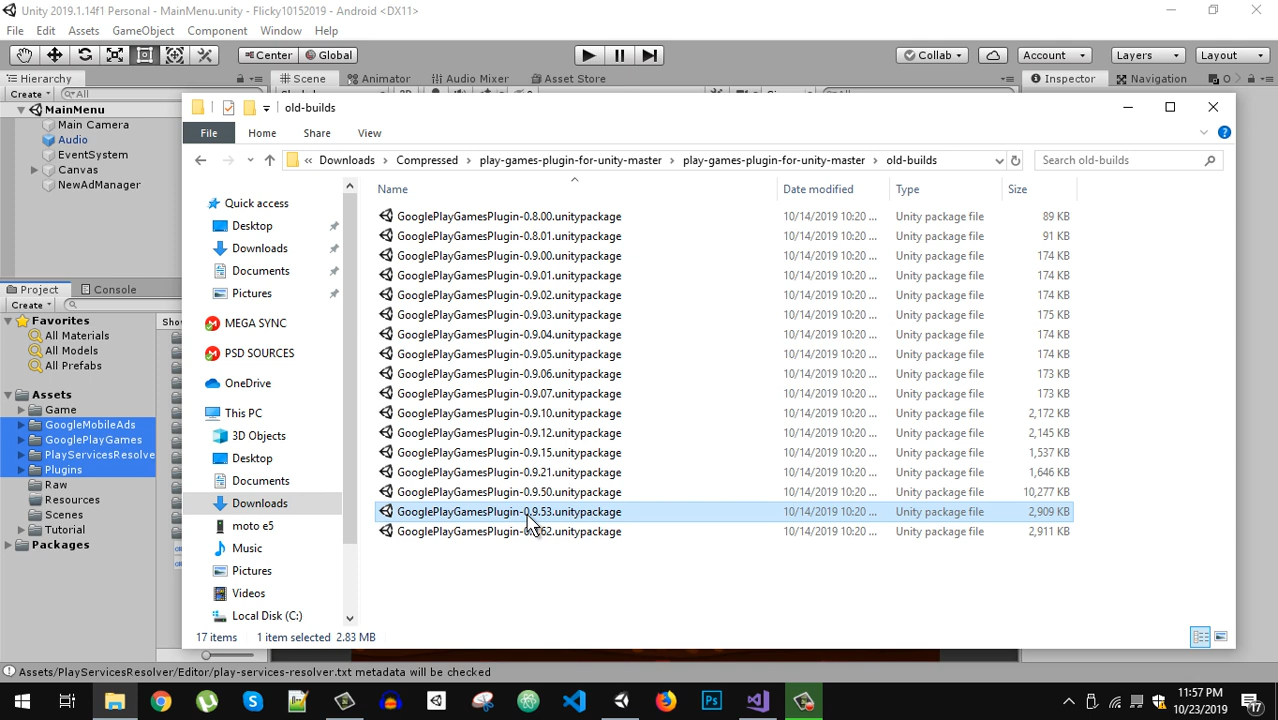 Unity 2019.1.14f1 - MainMenu.unity - Flicky10152019 - Android <DX11>
File Edit Assets GameObject Component Window Help
Center Global Collab Account Layers Layout
Hierarchy Scene Animator Audio Mixer Asset Store Inspector Navigation
Create All
MainMenu
Main Camera
Audio
EventSystem
Canvas
NewAdManager
Project Console
Create
Favorites
All Materials
All Models
All Prefabs
Assets
Game
GoogleMobileAds
GooglePlayGames
PlayServicesResolve
Plugins
Raw
Resources
Scenes
Tutorial
Packages
old-builds
File Home Share View
« Downloads Compressed play-games-plugin-for-unity-master play-games-plugin-for-unity-master old-builds
Search old-builds
Quick access
Desktop
Downloads
Documents
Pictures
MEGA SYNC
PSD SOURCES
OneDrive
This PC
3D Objects
Desktop
Documents
Downloads
moto e5
Music
Pictures
Videos
Local Disk (C:)
Name Date modified Type Size
GooglePlayGamesPlugin-0.8.00.unitypackage 10/14/2019 10:20 ... Unity package file 89 KB
GooglePlayGamesPlugin-0.8.01.unitypackage 10/14/2019 10:20 ... Unity package file 91 KB
GooglePlayGamesPlugin-0.9.00.unitypackage 10/14/2019 10:20 ... Unity package file 174 KB
GooglePlayGamesPlugin-0.9.01.unitypackage 10/14/2019 10:20 ... Unity package file 174 KB
GooglePlayGamesPlugin-0.9.02.unitypackage 10/14/2019 10:20 ... Unity package file 174 KB
GooglePlayGamesPlugin-0.9.03.unitypackage 10/14/2019 10:20 ... Unity package file 175 KB
GooglePlayGamesPlugin-0.9.04.unitypackage 10/14/2019 10:20 ... Unity package file 174 KB
GooglePlayGamesPlugin-0.9.05.unitypackage 10/14/2019 10:20 ... Unity package file 174 KB
GooglePlayGamesPlugin-0.9.06.unitypackage 10/14/2019 10:20 ... Unity package file 173 KB
GooglePlayGamesPlugin-0.9.07.unitypackage 10/14/2019 10:20 ... Unity package file 173 KB
GooglePlayGamesPlugin-0.9.10.unitypackage 10/14/2019 10:20 ... Unity package file 2,172 KB
GooglePlayGamesPlugin-0.9.12.unitypackage 10/14/2019 10:20 ... Unity package file 2,145 KB
GooglePlayGamesPlugin-0.9.15.unitypackage 10/14/2019 10:20 ... Unity package file 1,537 KB
GooglePlayGamesPlugin-0.9.21.unitypackage 10/14/2019 10:20 ... Unity package file 1,646 KB
GooglePlayGamesPlugin-0.9.50.unitypackage 10/14/2019 10:20 ... Unity package file 10,277 KB
GooglePlayGamesPlugin-0.9.53.unitypackage 10/14/2019 10:20 ... Unity package file 2,909 KB
10/14/2019 10:20 ... Unity package file 2,911 KB
17 items 1 item selected 2.83 MB
Assets/PlayServicesResolver/Editor/play-services-resolver.txt metadata will be checked
11:57 PM
10/23/2019
17